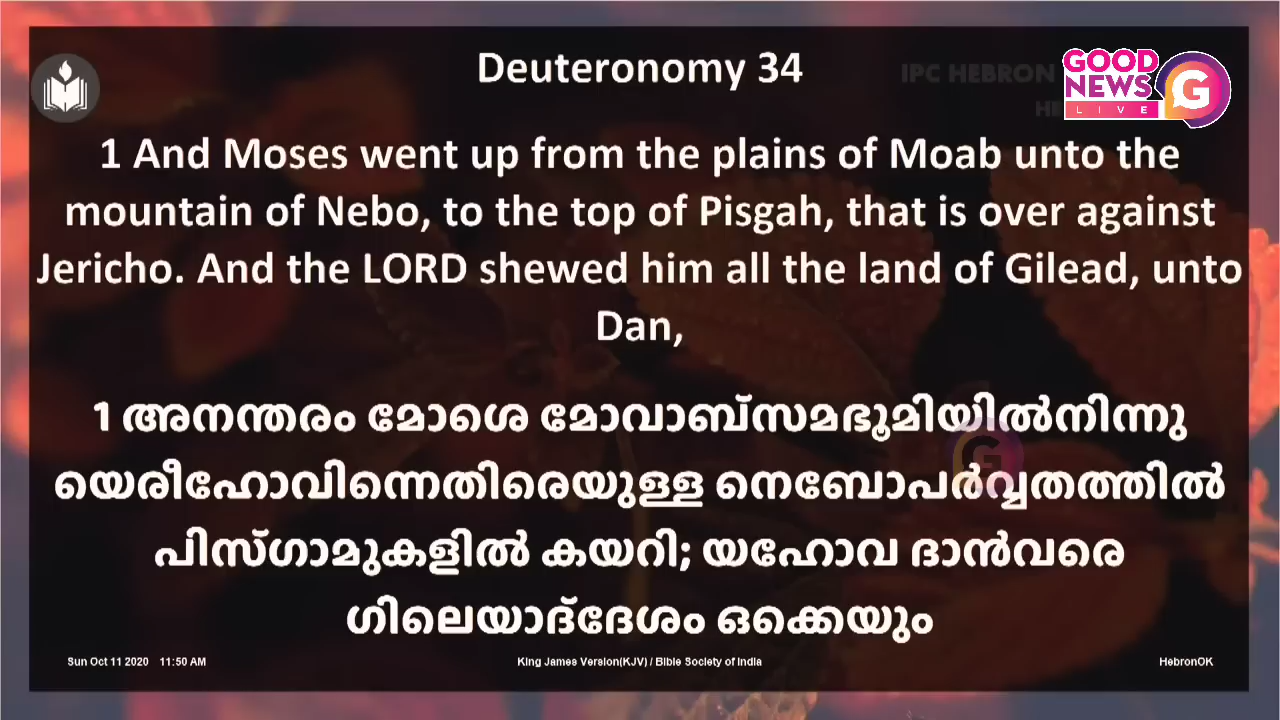 Deuteronomy 34
IPC HEBRON
GOOD
NEWS
LIVE
G
1 And Moses went up from the plains of Moab unto the
mountain of Nebo, to the top of Pisgah, that is over against
Jericho. And the LORD shewed him all the land of Gilead, unto
Dan,
1 അനന്തരം മോശെ മോവാബ്സമഭൂമിയിൽനിന്നു
യെരീഹോവിന്നെതിരെയുള്ള നെബോപർവ്വതത്തിൽ
പിസ്ഗാമുകളിൽ കയറി; യഹോവ ദാൻവരെ
ഗിലെയാദ്ദേശം ഒക്കെയും
Sun Oct 11 2020 11:50 AM
King James Version(KJV) / Bible Society of India
HebronOK